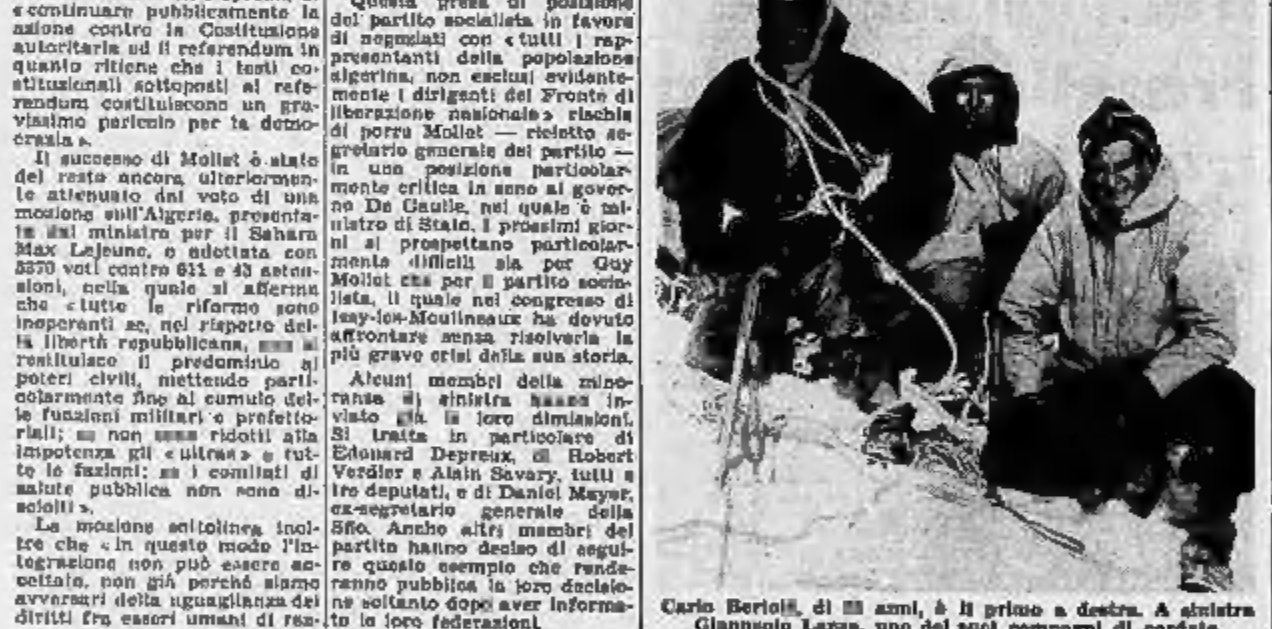 «continuare pubblicamente la
azione contro la Costituzione
autoritaria ed il referendum in
quanto ritiene che i testi co-
stituzionali sottoposti al refe-
rendum costituiscono un gra-
vissimo pericolo per la demo-
crazia».
Il successo di Mollet è stato
del resto ancora ulteriormen-
te attenuato dal voto di una
mozione sull'Algeria, presenta-
ta dal ministro per il Sahara
Max Lejeune, e adottata con
voti contro e asten-
sioni, nella quale si afferma
che «tutte le riforme sono
inoperanti se, nel rispetto del-
la libertà repubblicana,
restituisce il predominio ai
poteri civili, mettendo parti-
colarmente fine al cumulo del-
le funzioni militari e prefetto-
riali; non ridotti alla
impotenza gli «ultras» e tut-
te le fazioni; i comitati di
salute pubblica non sono di-
sciolti».
La mozione sottolinea inol-
tre che «in questo modo l'in-
tegrazione non può essere ac-
cettata, non già perché siamo
avversari della uguaglianza dei
diritti fra esseri umani di
Questa presa di posizione
del partito socialista in favore
di negoziati con «tutti i rap-
presentanti della popolazione
algerina, non esclusi evidente-
mente i dirigenti del Fronte di
liberazione nazionale» rischia
di porre Mollet — rieletto se-
gretario generale del partito —
in una posizione particolar-
mente critica in seno al gover-
no De Gaulle, nel quale è mi-
nistro di Stato. I prossimi gior-
ni si prospettano particolar-
mente difficili sia per Guy
Mollet che per il partito socia-
lista, il quale nel congresso di
Issy-les-Moulineaux ha dovuto
affrontare senza risolverla la
più grave crisi della sua storia.
Alcuni membri della mino-
ranza di sinistra hanno in-
viato già le loro dimissioni.
Si tratta in particolare di
Edouard Depreux, di Robert
Verdier e Alain Savary, tutti e
tre deputati, e di Daniel Mayer,
ex-segretario generale della
Sfio. Anche altri membri del
partito hanno deciso di segui-
re questo esempio che rende-
ranno pubblica la loro decisio-
ne soltanto dopo aver informa-
to le loro federazioni.
Carlo di anni, è il primo a destra. A sinistra
uno dei suoi compagni di cordata